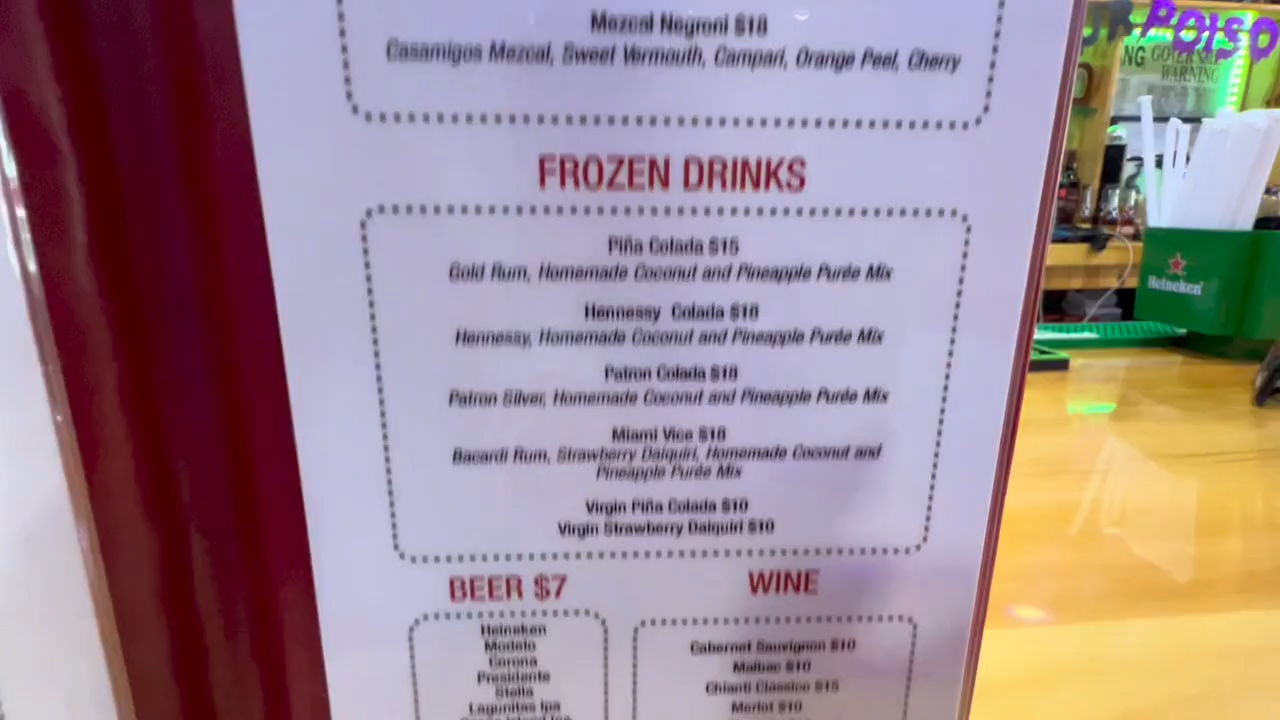 Mezcal Negroni $18
Casamigos Mezcal, Sweet Vermouth, Campari, Orange Peel, Cherry
FROZEN DRINKS
Piña Colada $15
Gold Rum, Homemade Coconut and Pineapple Purée Mix
Hennessy Colada $18
Hennessy, Homemade Coconut and Pineapple Purée Mix
Patron Colada $18
Patron Silver, Homemade Coconut and Pineapple Purée Mix
Miami Vice $18
Bacardi Rum, Strawberry Daiquiri, Homemade Coconut and
Pineapple Purée Mix
Virgin Piña Colada $10
Virgin Strawberry Daiquiri $10
BEER $7
Heineken
Modelo
Corona
Presidente
Stella
Lagunitas Ipa
WINE
Cabernet Sauvignon $10
Malbec $10
Chianti Classico $15
Merlot $10
POISO
WARNING
Heineken